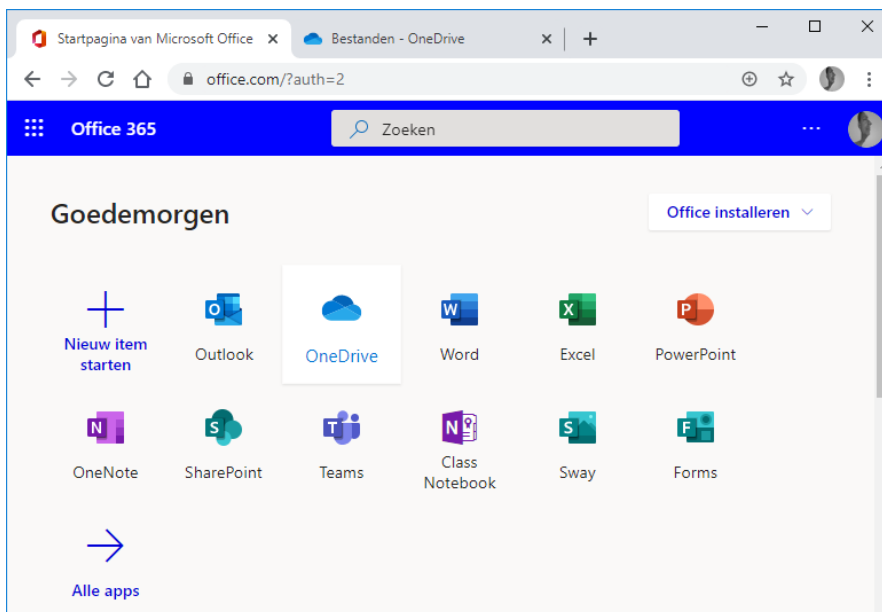 Startpagina van Microsoft Office
Bestanden - OneDrive
office.com/?auth=2
Office 365
Zoeken
Goedemorgen
Office installeren
Nieuw item
starten
Outlook
OneDrive
Word
Excel
PowerPoint
OneNote
SharePoint
Teams
Class
Notebook
Sway
Forms
Alle apps